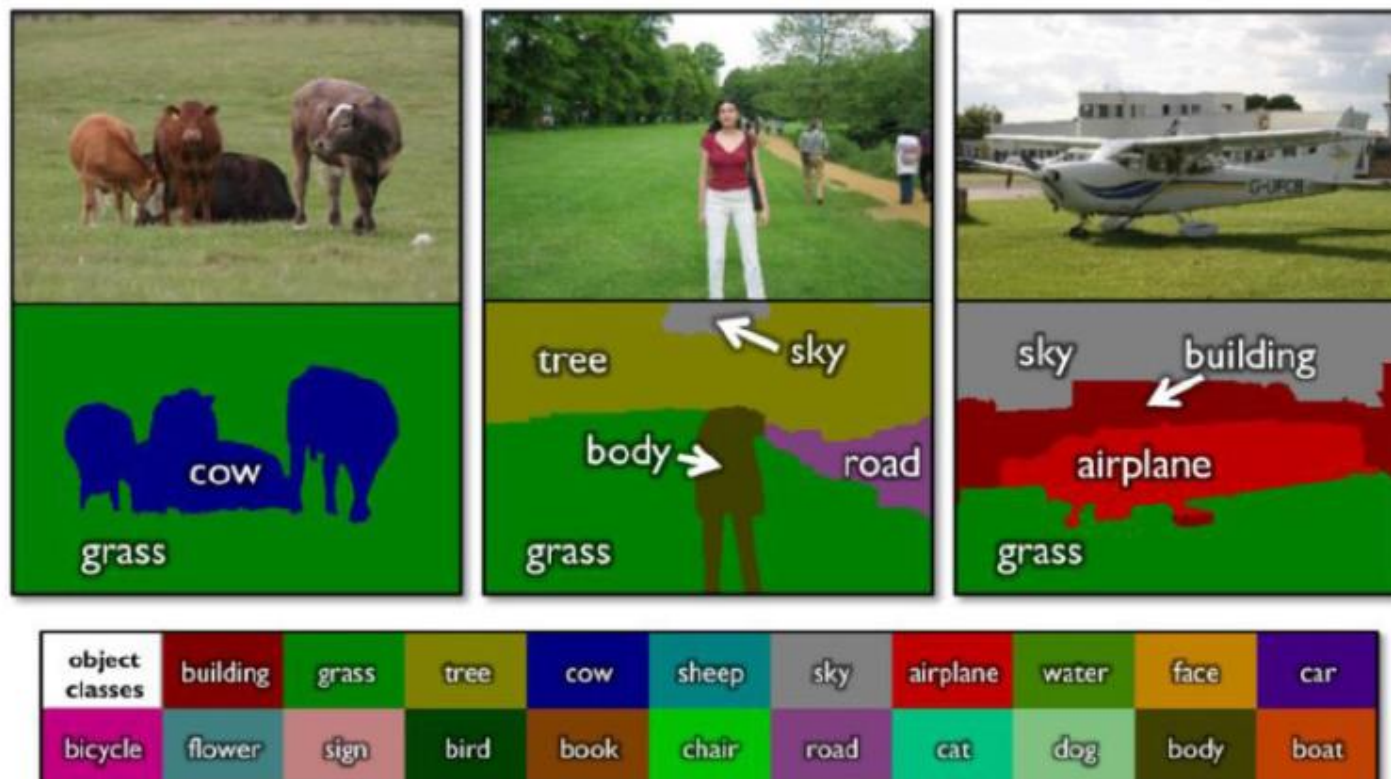 G-UFCB
cow
grass
tree
sky
body
road
grass
sky
building
airplane
grass
object classes
building
grass
tree
cow
sheep
sky
airplane
water
face
car
bicycle
flower
sign
bird
book
chair
road
cat
dog
body
boat